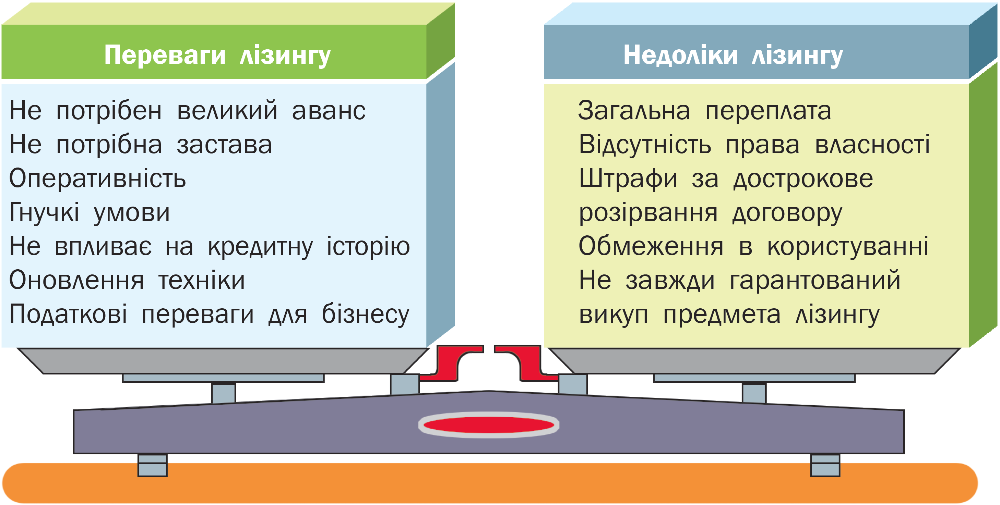 Переваги лізингу
Не потрібен великий аванс
Не потрібна застава
Оперативність
Гнучкі умови
Не впливає на кредитну історію
Оновлення техніки
Податкові переваги для бізнесу
Недоліки лізингу
Загальна переплата
Відсутність права власності
Штрафи за дострокове
розірвання договору
Обмеження в користуванні
Не завжди гарантований
викуп предмета лізингу